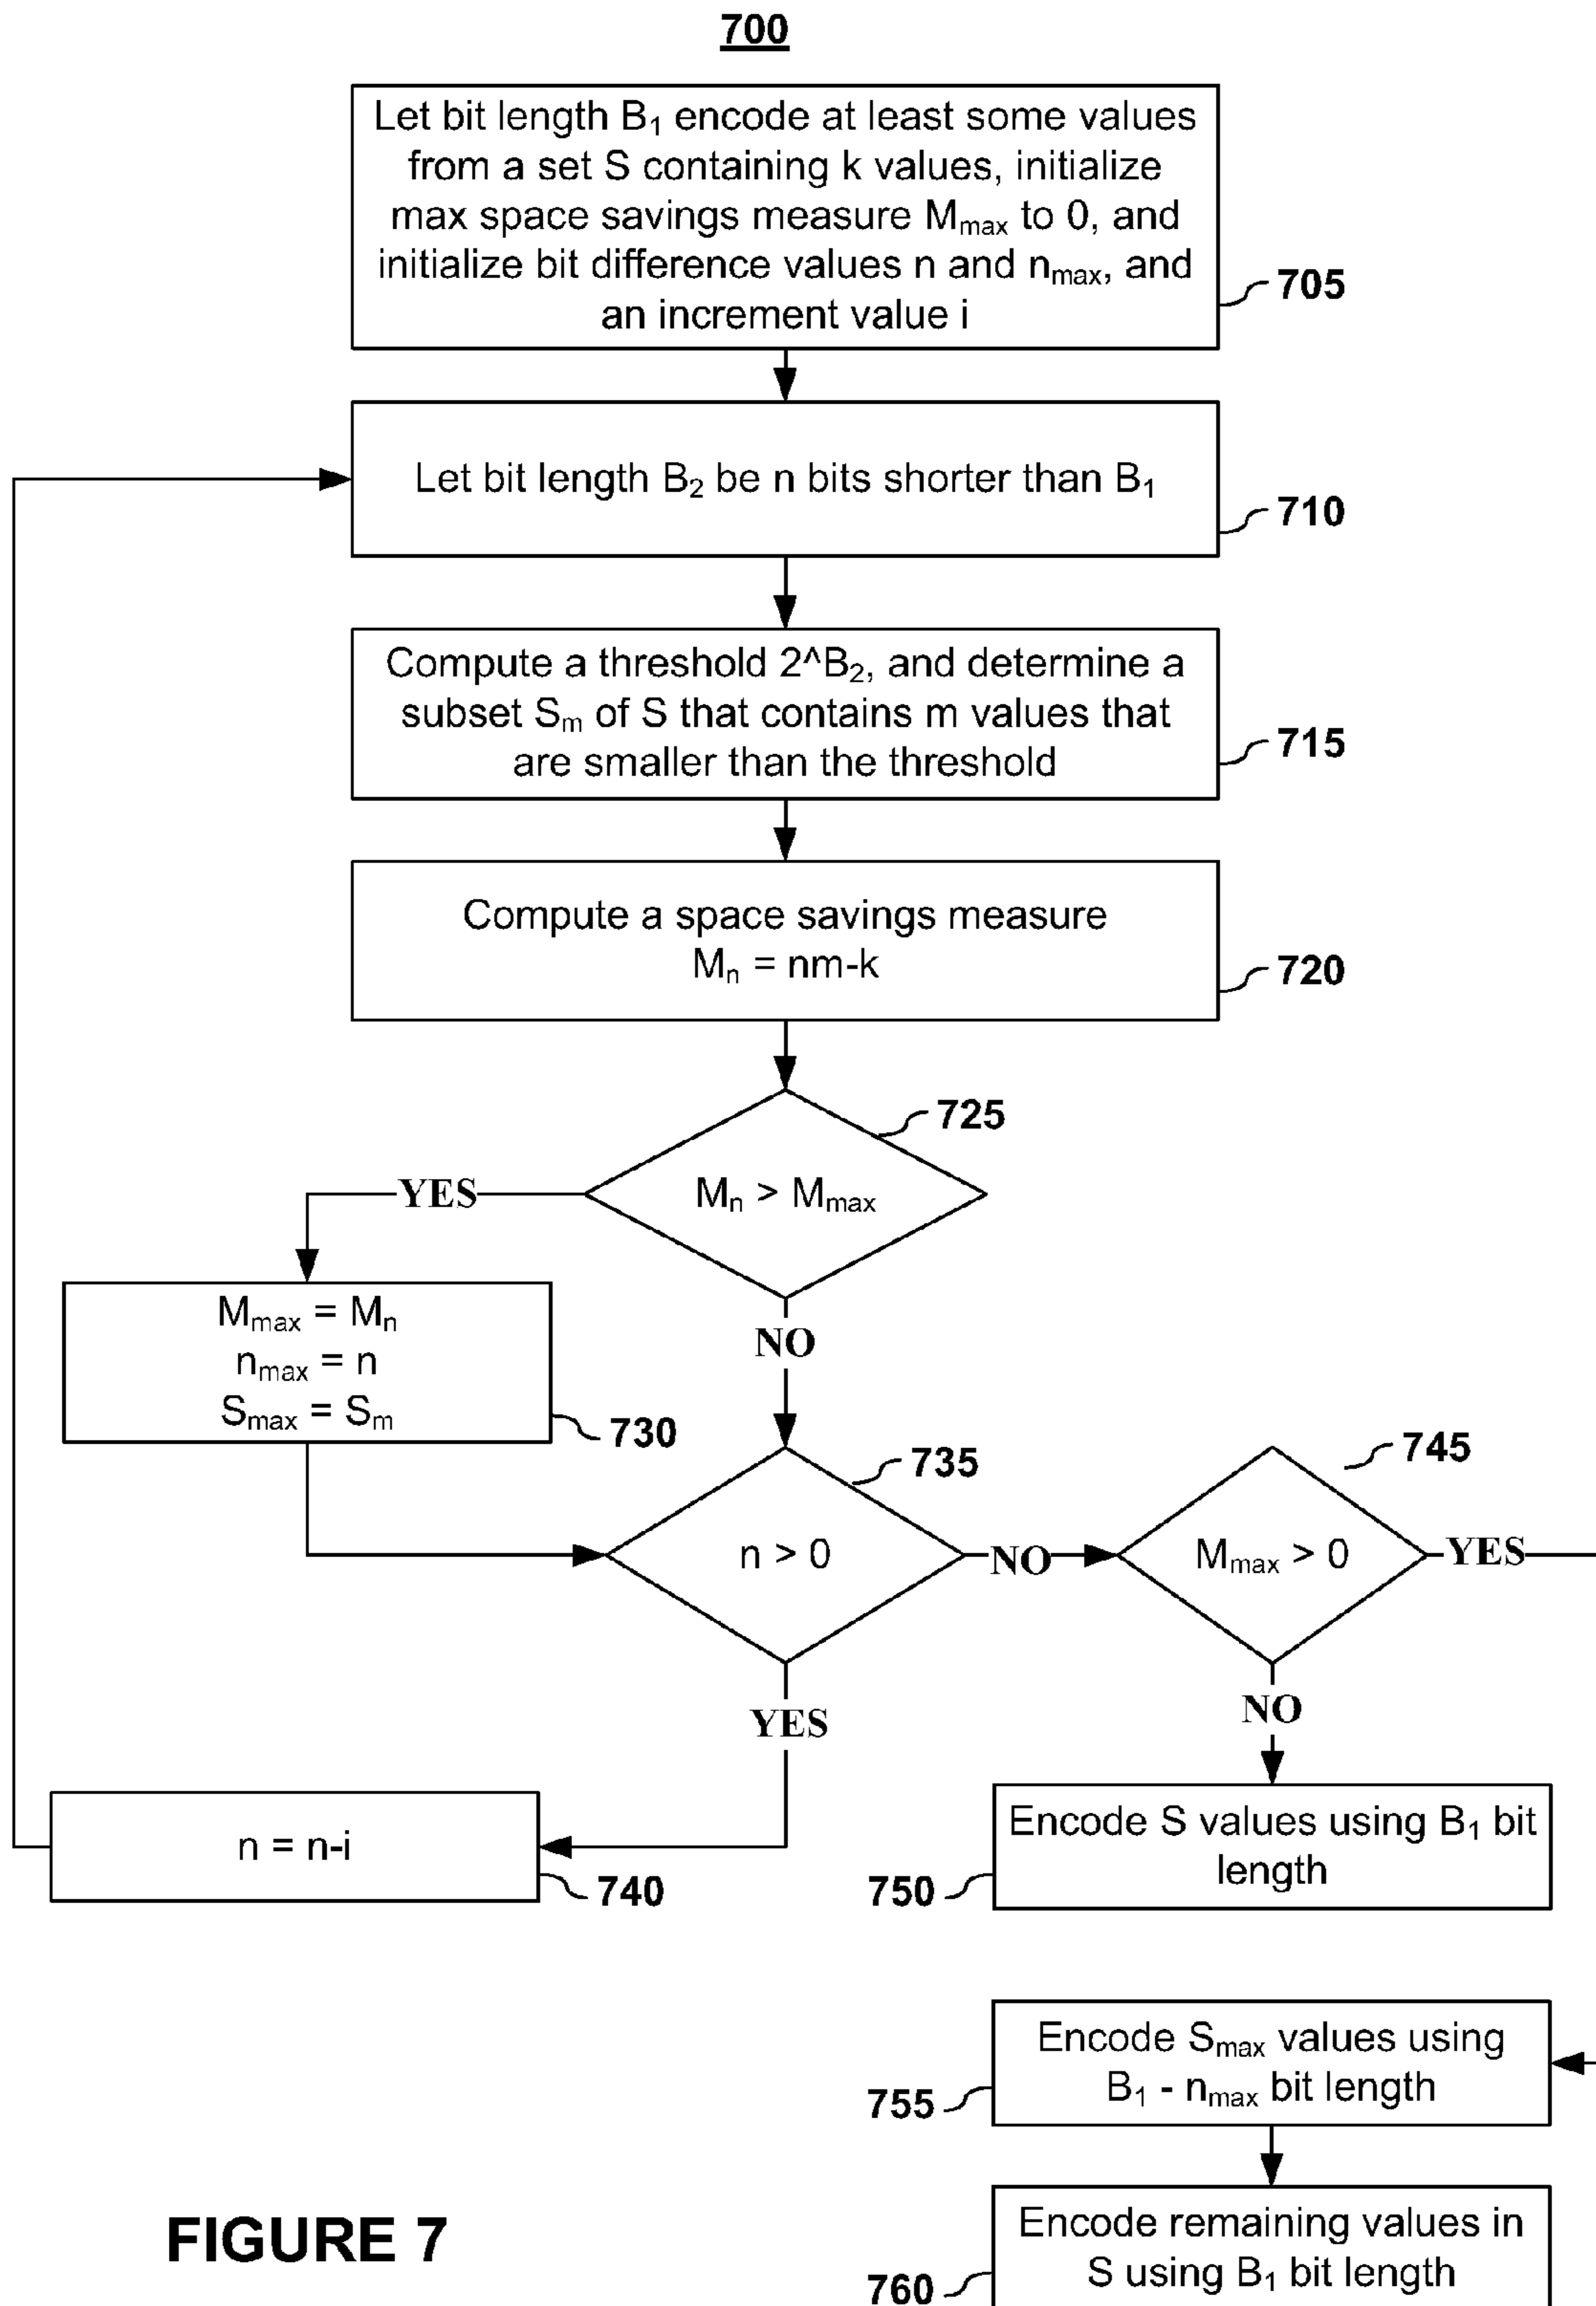 700
Let bit length B₁ encode at least some values
from a set S containing k values, initialize
max space savings measure Mₘₐₓ to 0, and
initialize bit difference values n and nₘₐₓ, and
an increment value i
705
Let bit length B₂ be n bits shorter than B₁
710
Compute a threshold 2^B₂, and determine a
subset Sₘ of S that contains m values that
are smaller than the threshold
715
Compute a space savings measure
Mₙ = nm-k
720
725
Mₙ > Mₘₐₓ
YES
NO
Mₘₐₓ = Mₙ
nₘₐₓ = n
Sₘₐₓ = Sₘ
730
735
n > 0
NO
YES
745
Mₘₐₓ > 0
YES
NO
n = n-i
740
Encode S values using B₁ bit
length
750
Encode Sₘₐₓ values using
B₁ - nₘₐₓ bit length
755
Encode remaining values in
S using B₁ bit length
760
FIGURE 7